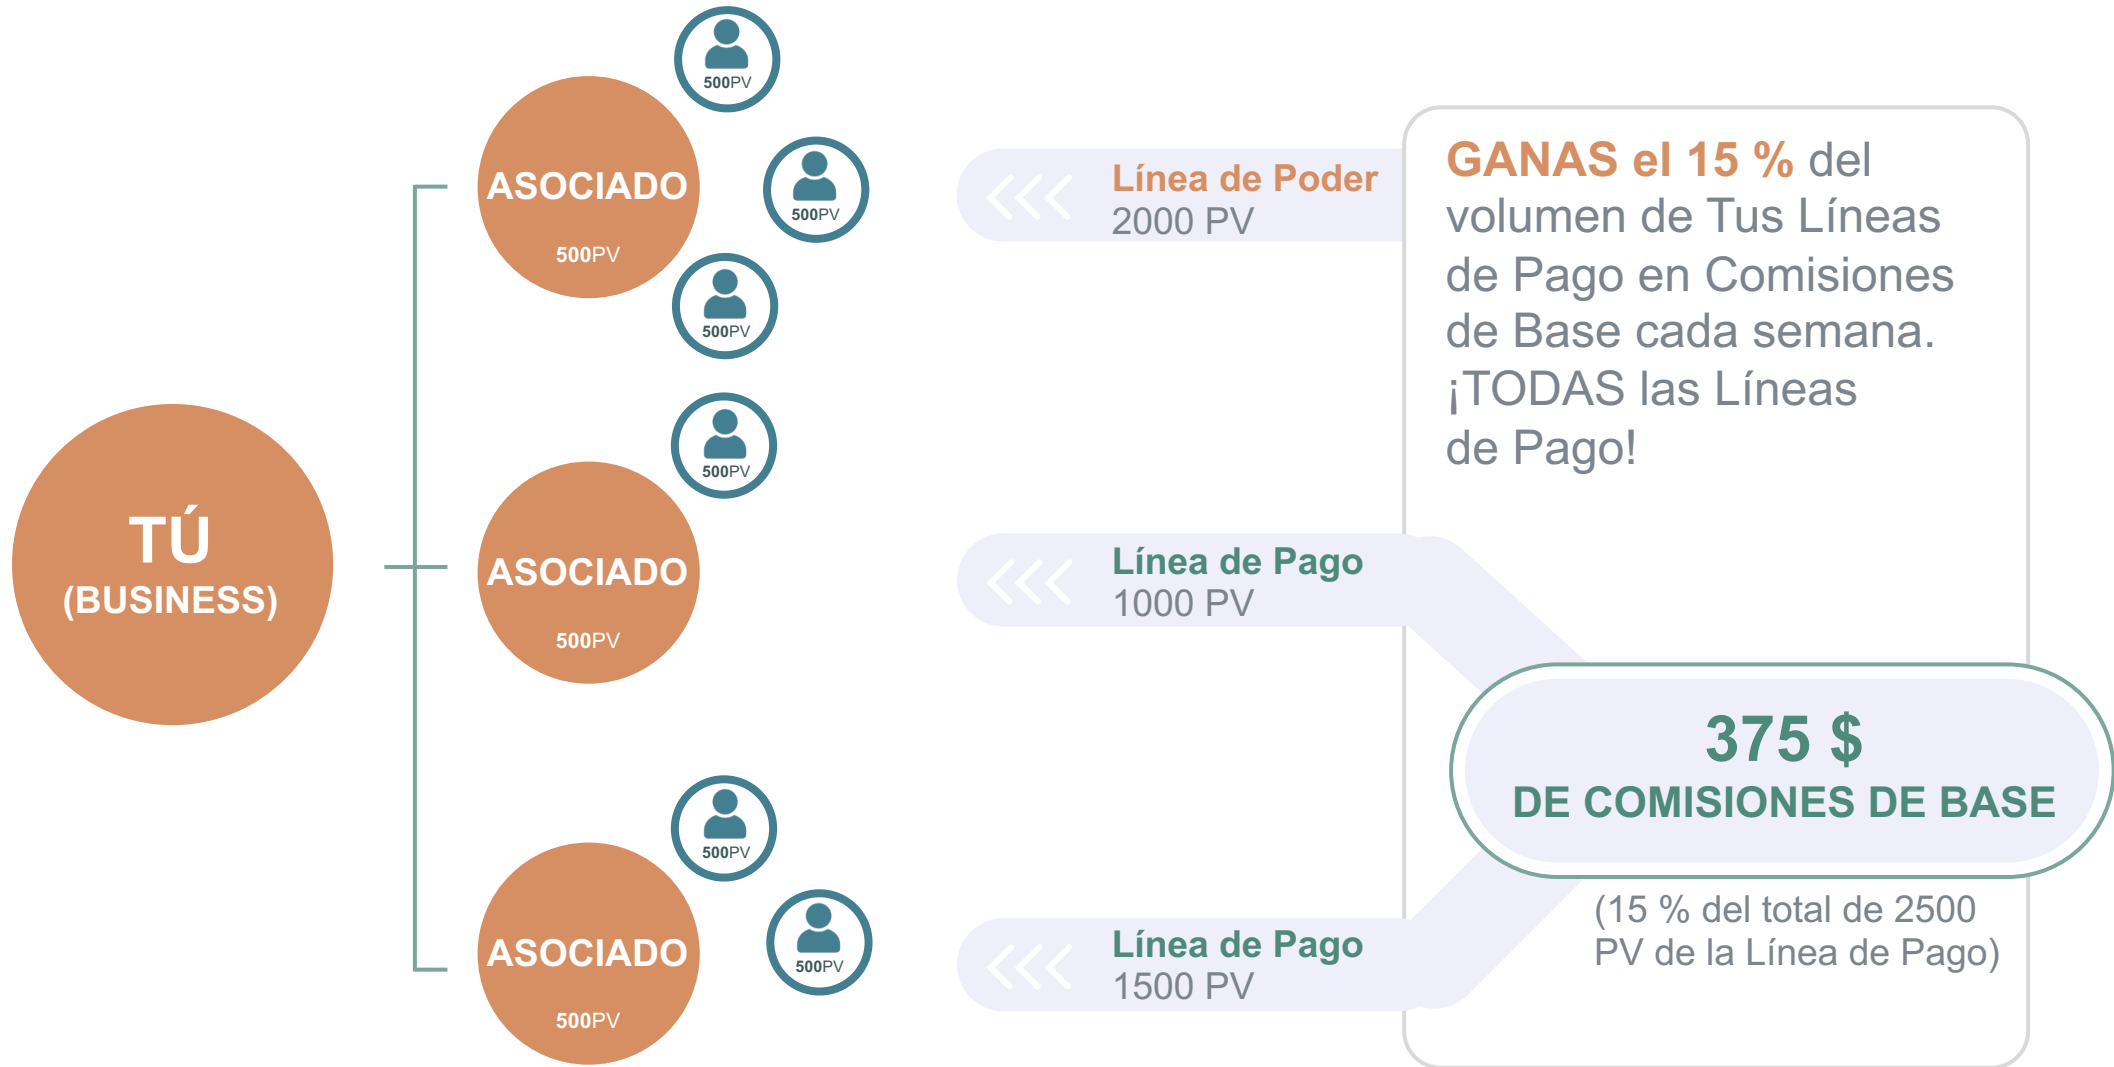 500PV
ASOCIADO
500PV
500PV
500PV
Línea de Poder
2000 PV
GANAS el 15 % del
volumen de Tus Líneas
de Pago en Comisiones
de Base cada semana.
¡TODAS las Líneas
de Pago!
TÚ
(BUSINESS)
500PV
ASOCIADO
500PV
Línea de Pago
1000 PV
375 $
DE COMISIONES DE BASE
(15 % del total de 2500
PV de la Línea de Pago)
500PV
ASOCIADO
500PV
500PV
Línea de Pago
1500 PV